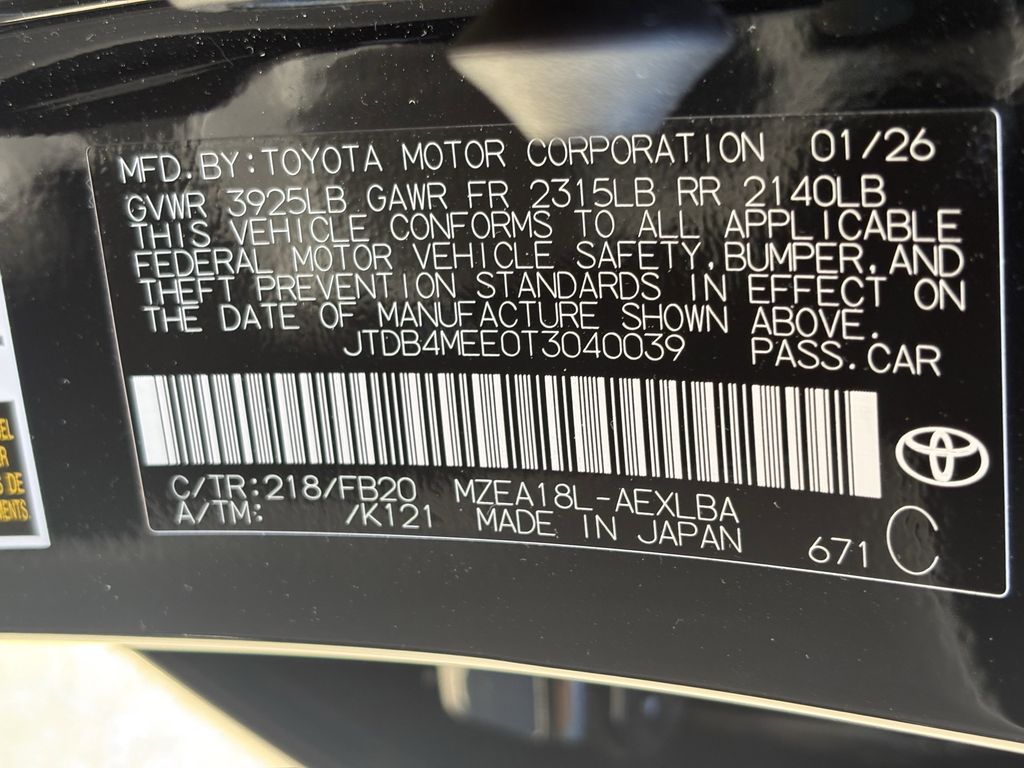 MFD. BY: TOYOTA MOTOR CORPORATION 01/26
GVWR 3925LB GAWR FR 2315LB RR 2140LB
THIS VEHICLE CONFORMS TO ALL APPLICABLE
FEDERAL MOTOR VEHICLE SAFETY, BUMPER, AND
THEFT PREVENTION STANDARDS IN EFFECT ON
THE DATE OF MANUFACTURE SHOWN ABOVE.
JTDB4MEE0T3040039 PASS. CAR
C/TR: 218/FB20 MZEA18L-AEXLBA
A/TM: /K121 MADE IN JAPAN
671 C
DE